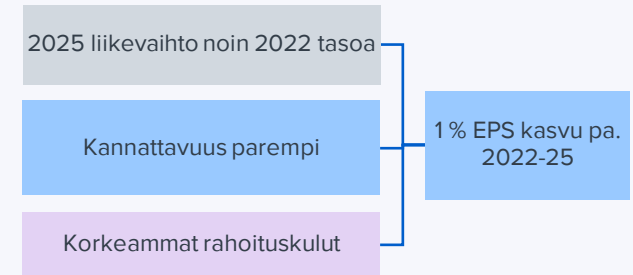 2025 liikevaihto noin 2022 tasoa
Kannattavuus parempi
Korkeammat rahoituskulut
1 % EPS kasvu pa.
2022-25